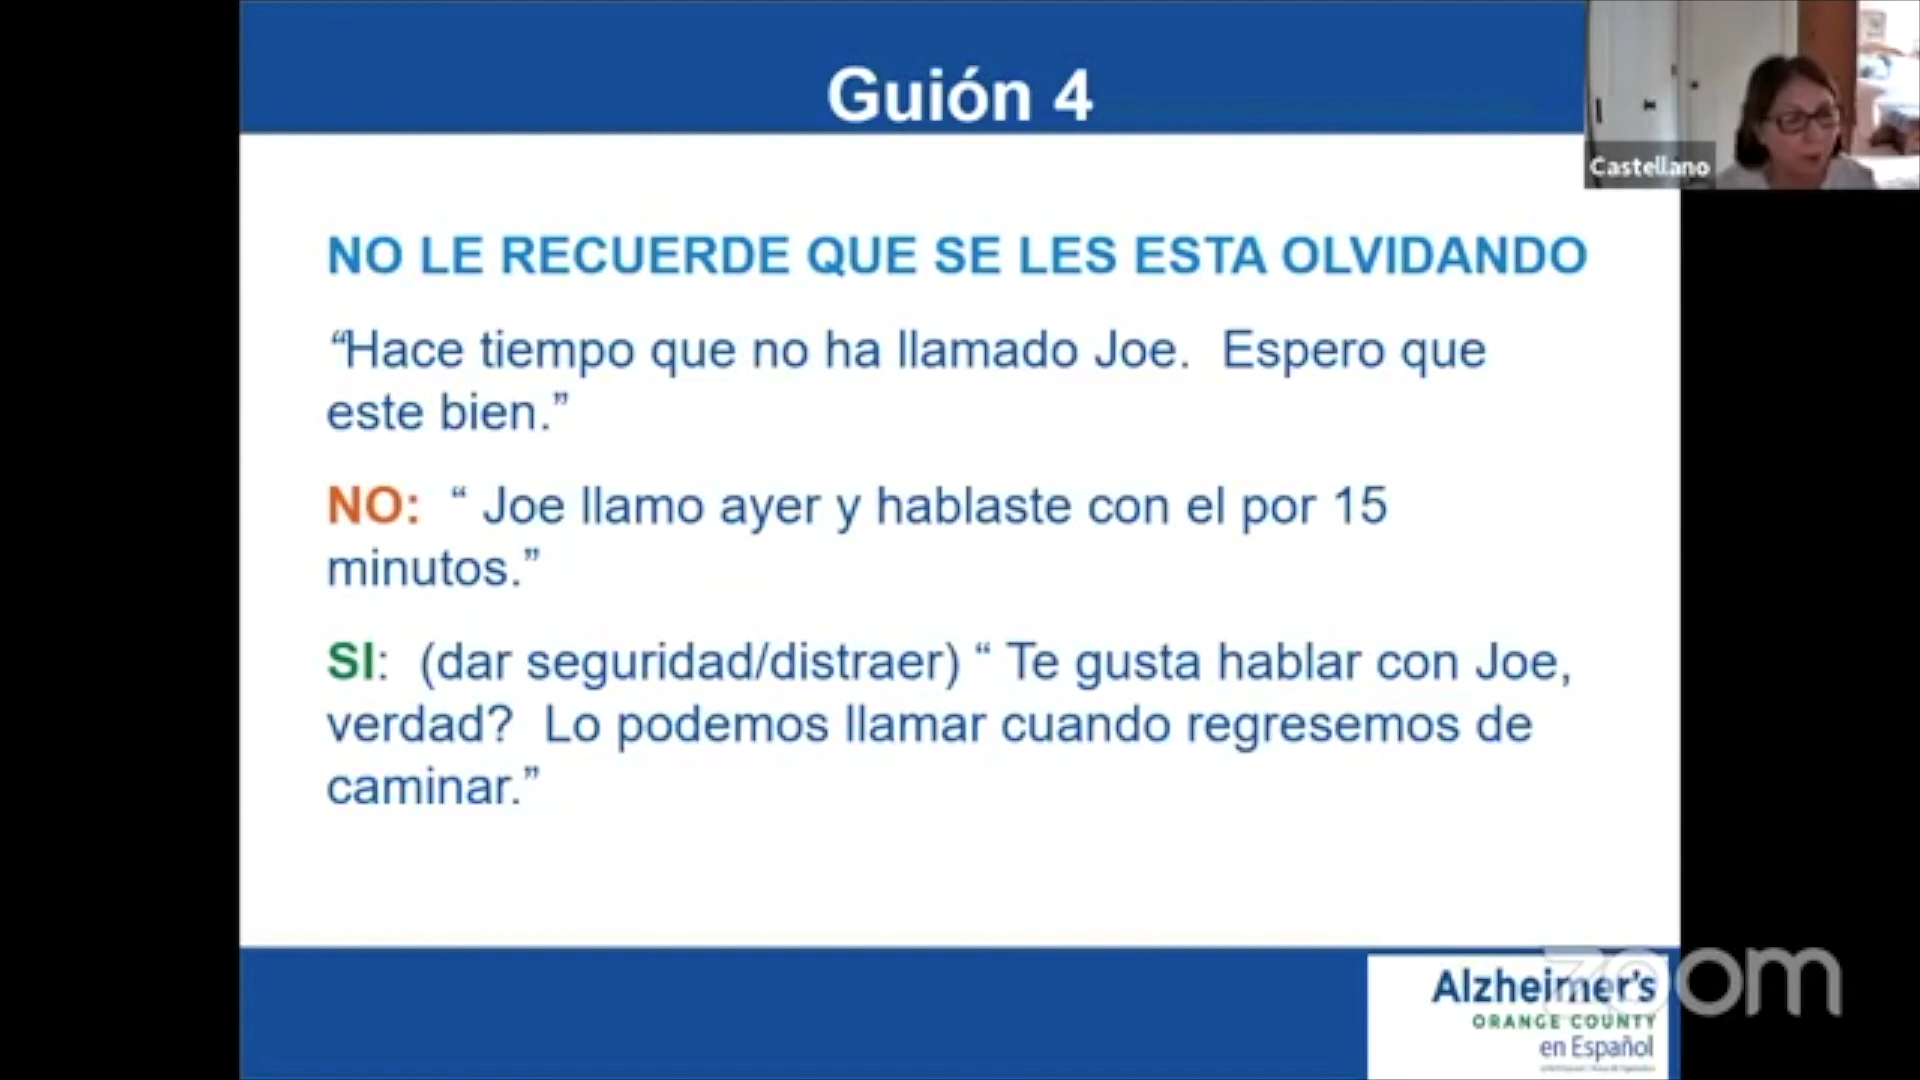 Guión 4
Castellano
NO LE RECUERDE QUE SE LES ESTA OLVIDANDO
“Hace tiempo que no ha llamado Joe. Espero que
este bien.”
NO: “ Joe llamo ayer y hablaste con el por 15
minutos.”
SI: (dar seguridad/distraer) “ Te gusta hablar con Joe,
verdad? Lo podemos llamar cuando regresemos de
caminar.”
Alzheimer's
ORANGE COUNTY
en Español
zoom